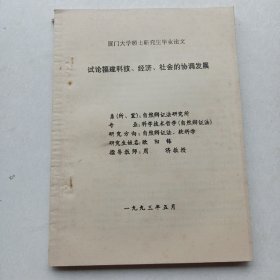 厦门大学硕士研究生毕业论文
试论福建科技、经济、社会的协调发展
系(所、室):自然辩证法研究所
专 业:科学技术哲学(自然辩证法)
研究方向:自然辩证法、软科学
研究生姓名:欧阳锋
指导教师:周 济教授
一九九三年五月